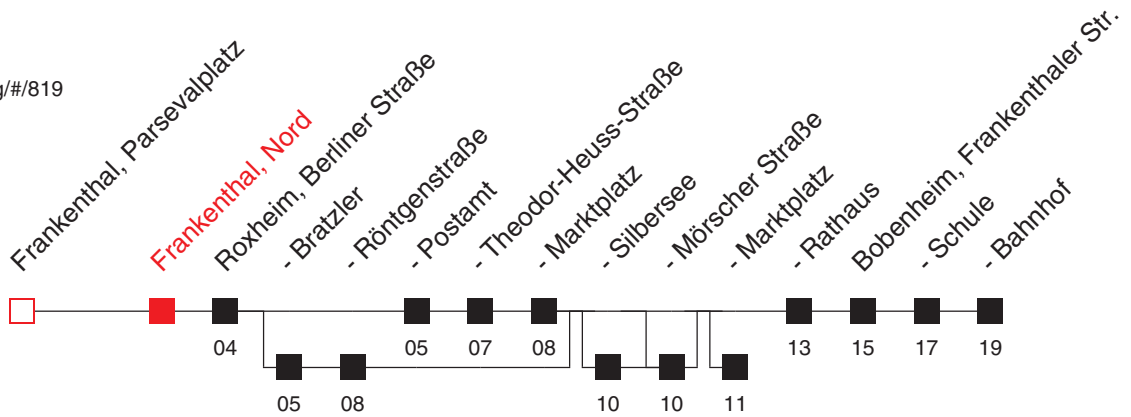 g/#/819
Frankenthal, Parsevalplatz
Frankenthal, Nord
Roxheim, Berliner Straße
- Bratzler
- Röntgenstraße
- Postamt
- Theodor-Heuss-Straße
- Marktplatz
- Silbersee
- Mörscher Straße
- Marktplatz
- Rathaus
Bobenheim, Frankenthaler Str.
- Schule
- Bahnhof
04 05 07 08 13 15 17 19
05 08 10 10 11